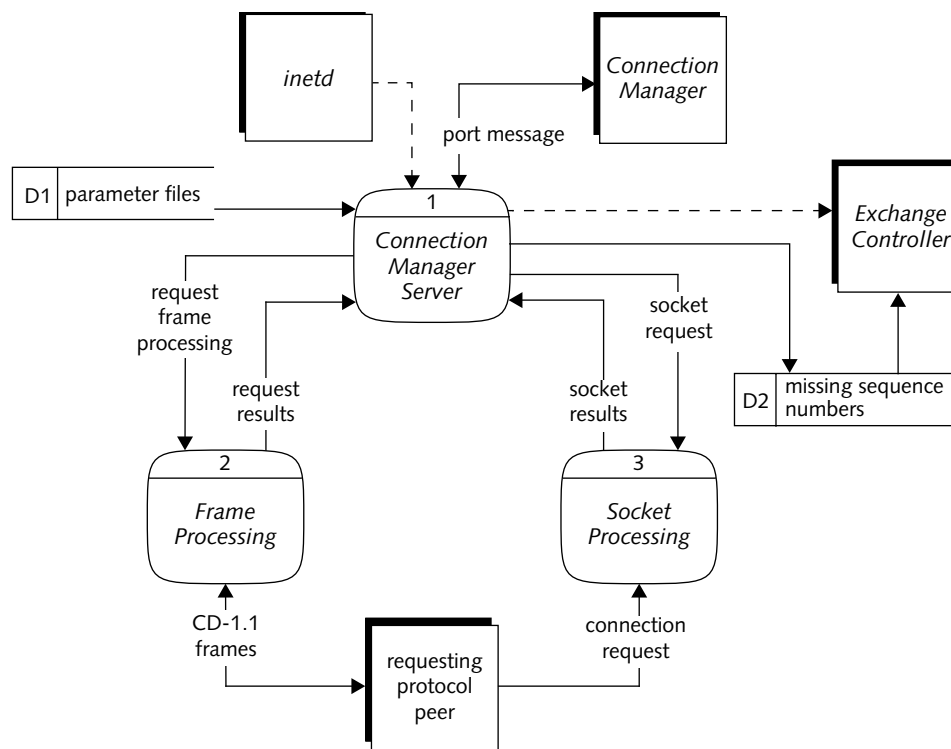 inetd
Connection
Manager
port message
D1 parameter files
1
Connection
Manager
Server
Exchange
Controller
request
frame
processing
socket
request
request
results
socket
results
D2 missing sequence
numbers
2
Frame
Processing
3
Socket
Processing
CD-1.1
frames
connection
request
requesting
protocol
peer